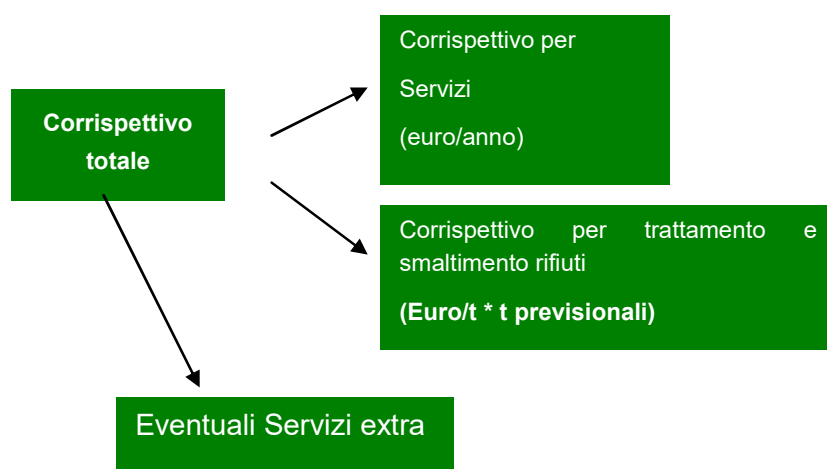 Corrispettivo
totale
Corrispettivo per
Servizi
(euro/anno)
Corrispettivo per trattamento e
smaltimento rifiuti
(Euro/t * t previsionali)
Eventuali Servizi extra